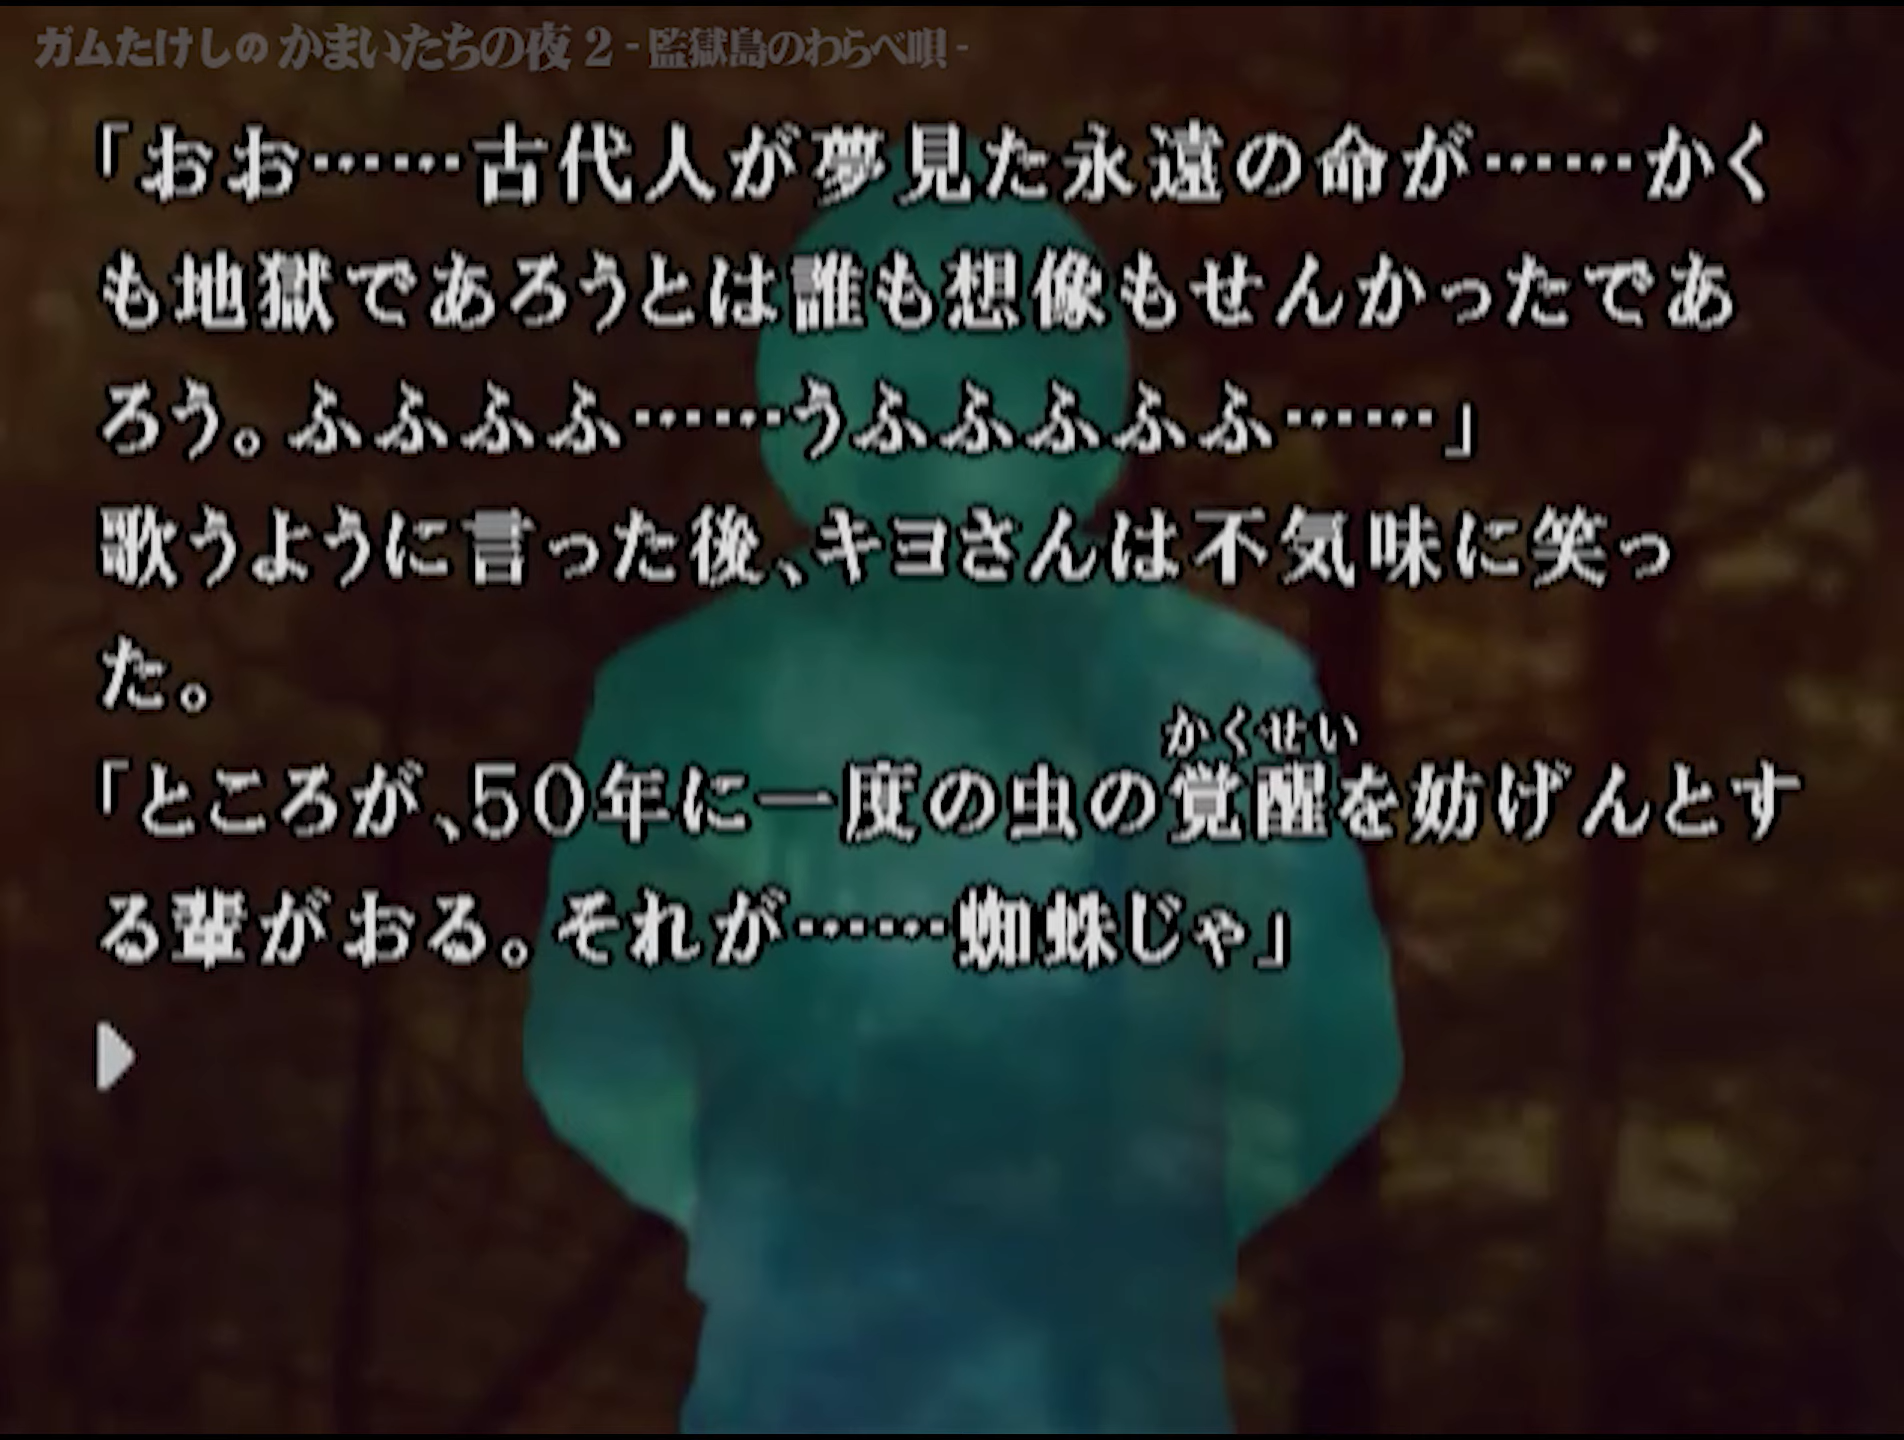 ガムたけしの かまいたちの夜 2 - 監獄島のわらべ唄 -
「おお……古代人が夢見た永遠の命が……かく
も地獄であろうとは誰も想像もせんかったであ
ろう。ふふふふ……うふふふふふ……」
歌うように言った後、キヨさんは不気味に笑っ
た。
かくせい
「ところが、50年に一度の虫の覚醒を妨げんとす
る輩がおる。それが……蜘蛛じゃ」